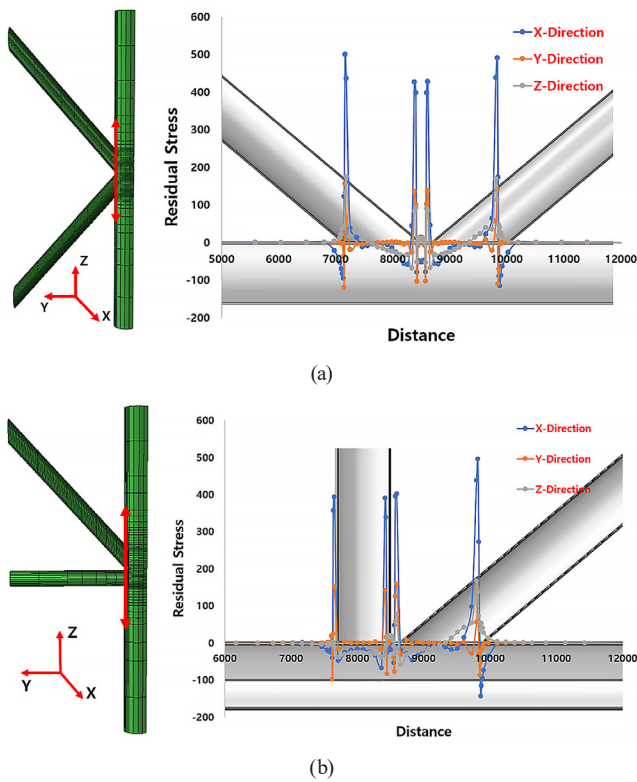 600
500
400
300
200
100
0
-100
-200
Residual Stress
X-Direction
Y-Direction
Z-Direction
5000 6000 7000 8000 9000 10000 11000 12000
Distance
Z
Y
X
(a)
600
500
400
300
200
100
0
-100
-200
Residual Stress
X-Direction
Y-Direction
Z-Direction
6000 7000 8000 9000 10000 11000 12000
Distance
Z
Y
X
(b)